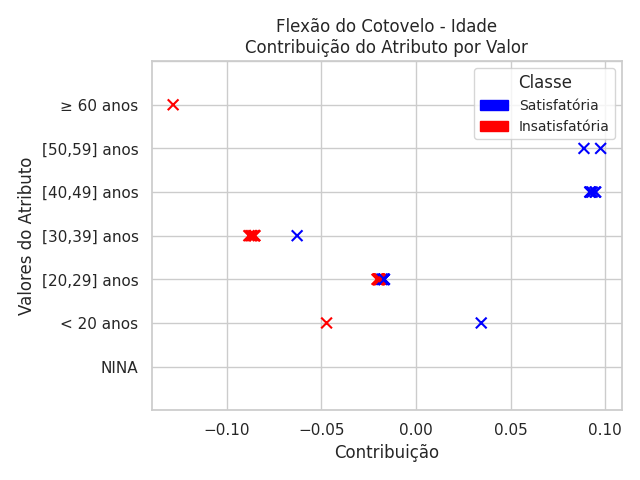 Flexão do Cotovelo - Idade
Contribuição do Atributo por Valor
Classe
Satisfatória
Insatisfatória
Valores do Atributo
≥ 60 anos
[50,59] anos
[40,49] anos
[30,39] anos
[20,29] anos
< 20 anos
NINA
−0.10
−0.05
0.00
0.05
0.10
Contribuição